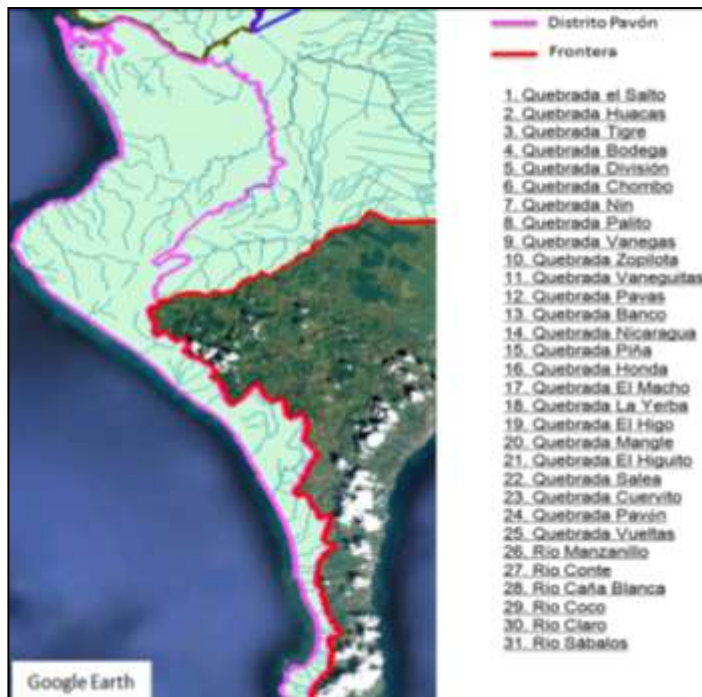 Distrito Pavón
Frontera
1. Quebrada el Salto
2. Quebrada Huacas
3. Quebrada Tigre
4. Quebrada Bodega
5. Quebrada División
6. Quebrada Chombo
7. Quebrada Nin
8. Quebrada Palito
9. Quebrada Vanegas
10. Quebrada Zopilota
11. Quebrada Vaneguitas
12. Quebrada Pavas
13. Quebrada Banco
14. Quebrada Nicaragua
15. Quebrada Piña
16. Quebrada Honda
17. Quebrada El Macho
18. Quebrada La Yerba
19. Quebrada El Higo
20. Quebrada Mangle
21. Quebrada El Higuito
22. Quebrada Salea
23. Quebrada Cuervito
24. Quebrada Pavón
25. Quebrada Vueltas
26. Río Manzanillo
27. Rio Conte
28. Rio Caña Blanca
29. Rio Coco
30. Rio Claro
31. Rio Sábalos
Google Earth